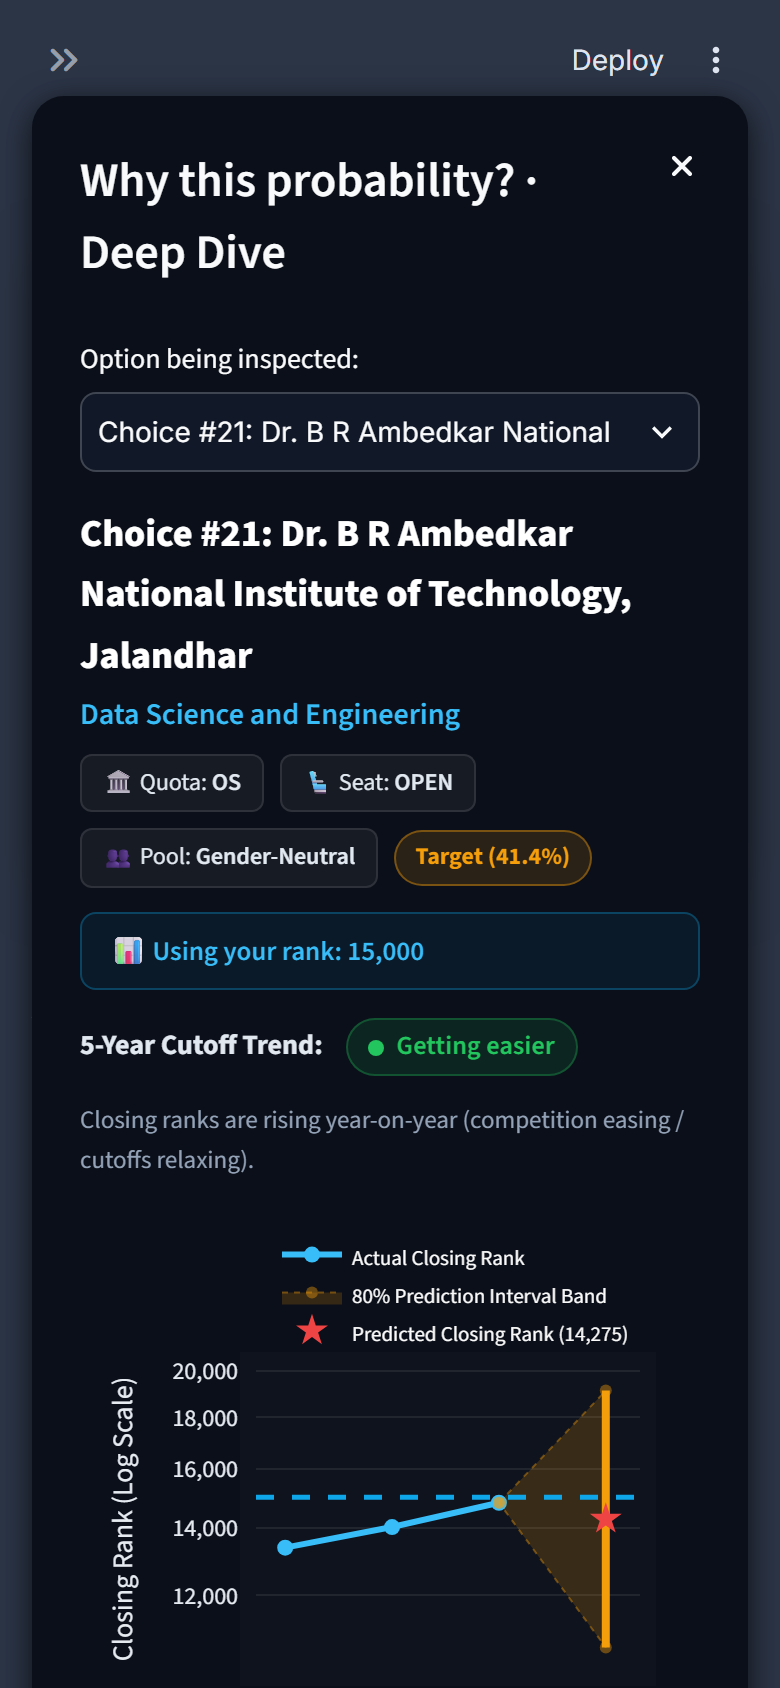 Deploy
Why this probability? ·
Deep Dive
Option being inspected:
Choice #21: Dr. B R Ambedkar National
Choice #21: Dr. B R Ambedkar
National Institute of Technology,
Jalandhar
Data Science and Engineering
Quota: OS
Seat: OPEN
Pool: Gender-Neutral
Target (41.4%)
Using your rank: 15,000
5-Year Cutoff Trend:
Getting easier
Closing ranks are rising year-on-year (competition easing /
cutoffs relaxing).
Actual Closing Rank
80% Prediction Interval Band
Predicted Closing Rank (14,275)
Closing Rank (Log Scale)
20,000
18,000
16,000
14,000
12,000